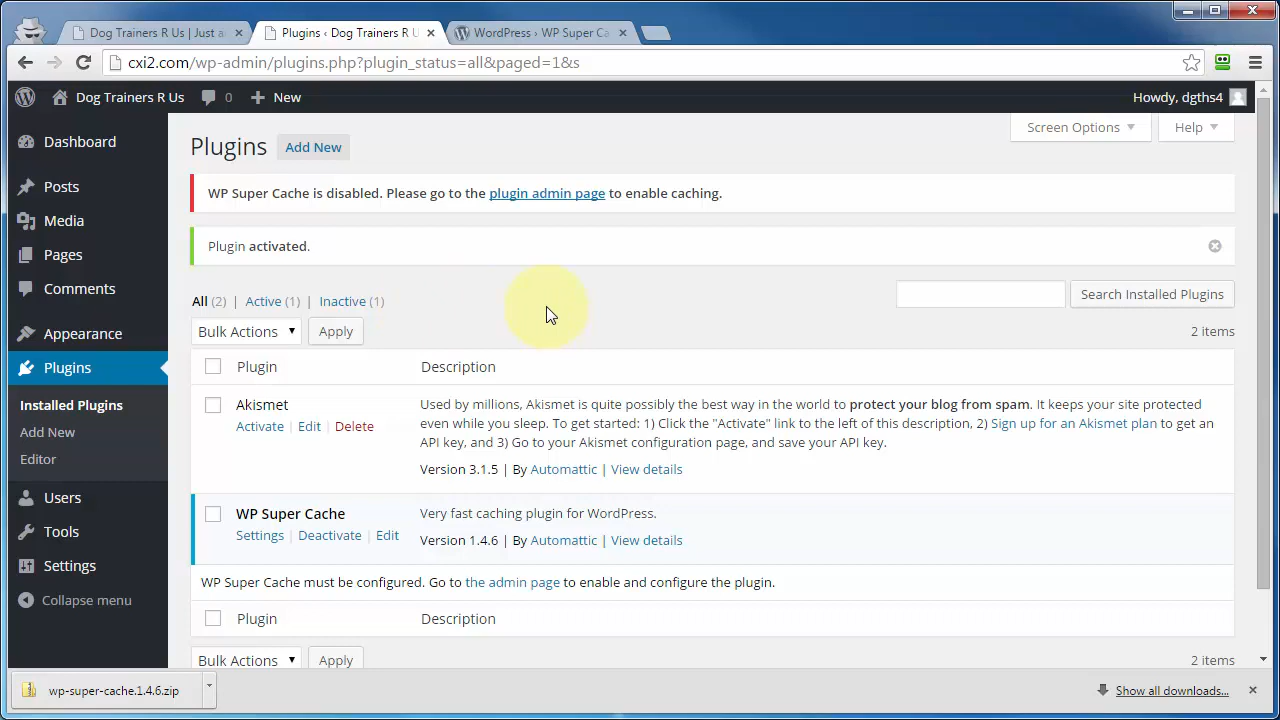 Dog Trainers R Us | Just a
Plugins ‹ Dog Trainers R U
WordPress › WP Super Ca
cxi2.com/wp-admin/plugins.php?plugin_status=all&paged=1&s
Dog Trainers R Us
0
New
Howdy, dgths4
Dashboard
Posts
Media
Pages
Comments
Appearance
Plugins
Installed Plugins
Add New
Editor
Users
Tools
Settings
Collapse menu
Screen Options
Help
Plugins
Add New
WP Super Cache is disabled. Please go to the plugin admin page to enable caching.
Plugin activated.
All (2) | Active (1) | Inactive (1)
Search Installed Plugins
Bulk Actions
Apply
2 items
Plugin
Description
Akismet
Activate | Edit | Delete
Used by millions, Akismet is quite possibly the best way in the world to protect your blog from spam. It keeps your site protected
even while you sleep. To get started: 1) Click the "Activate" link to the left of this description, 2) Sign up for an Akismet plan to get an
API key, and 3) Go to your Akismet configuration page, and save your API key.
Version 3.1.5 | By Automattic | View details
WP Super Cache
Settings | Deactivate | Edit
Very fast caching plugin for WordPress.
Version 1.4.6 | By Automattic | View details
WP Super Cache must be configured. Go to the admin page to enable and configure the plugin.
Plugin
Description
Bulk Actions
Apply
2 items
wp-super-cache.1.4.6.zip
Show all downloads...